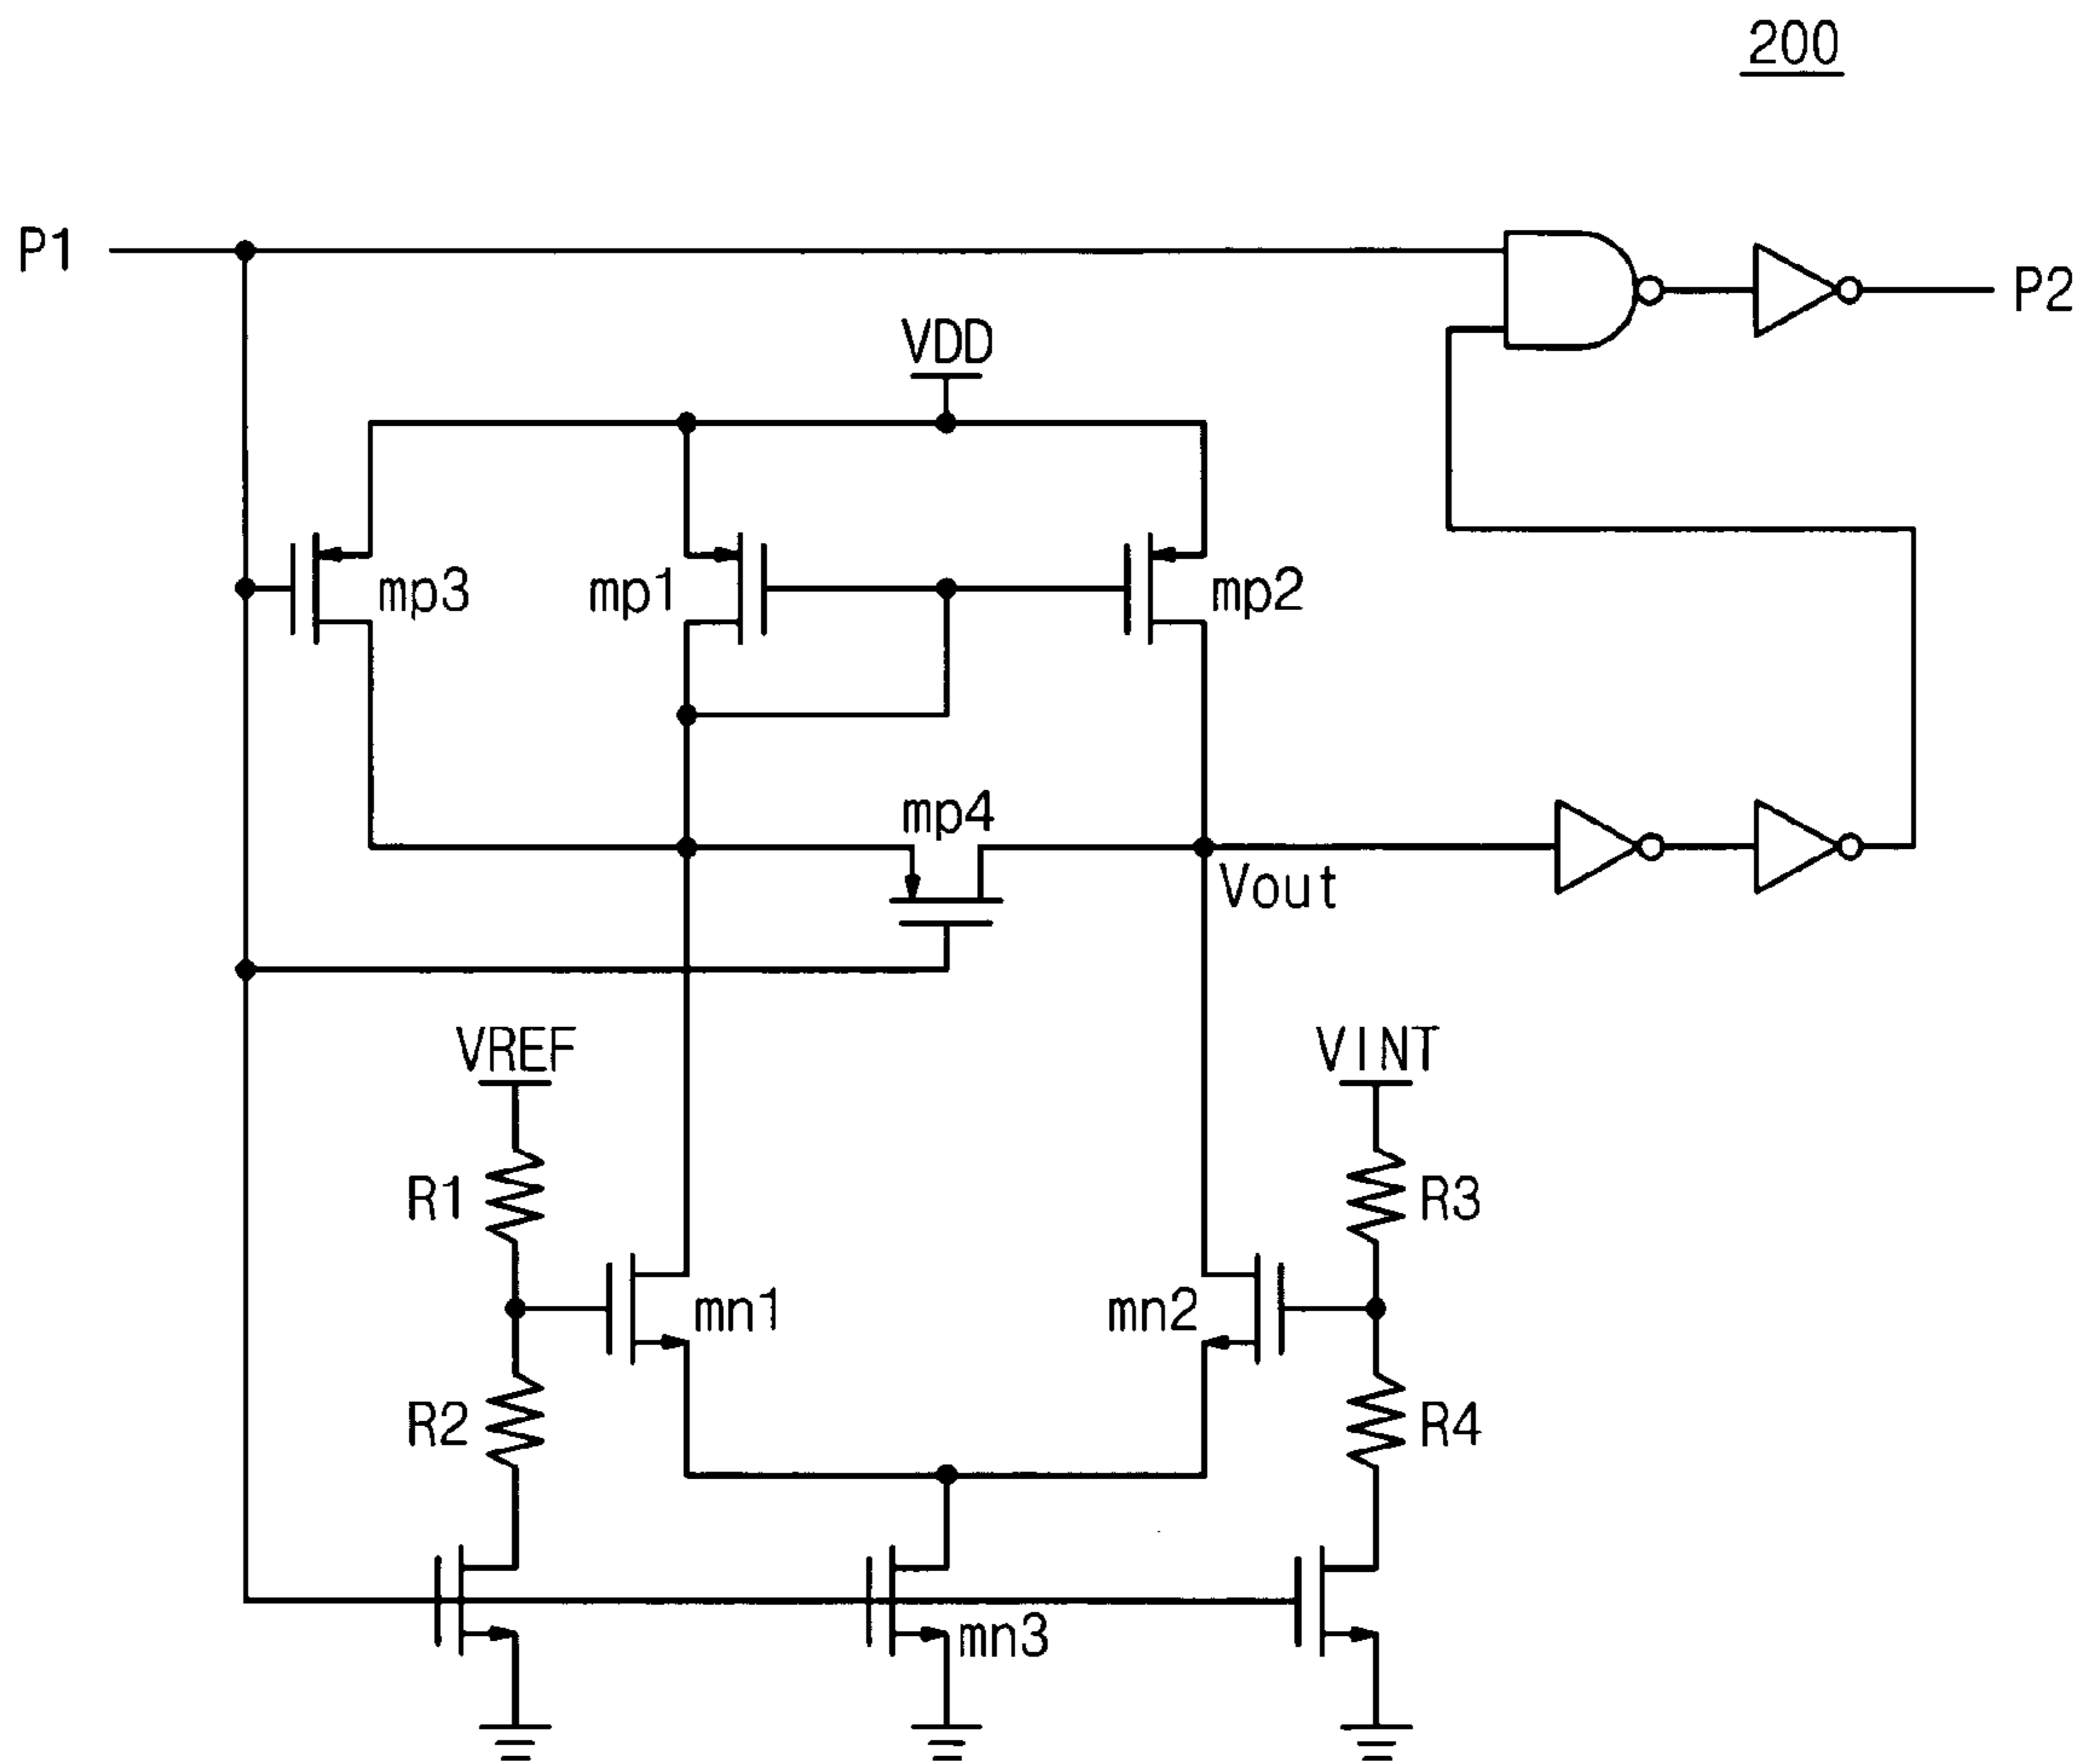 200
P1
P2
VDD
mp3
mp1
mp2
mp4
Vout
VREF
VINT
R1
R3
mn1
mn2
R2
R4
mn3